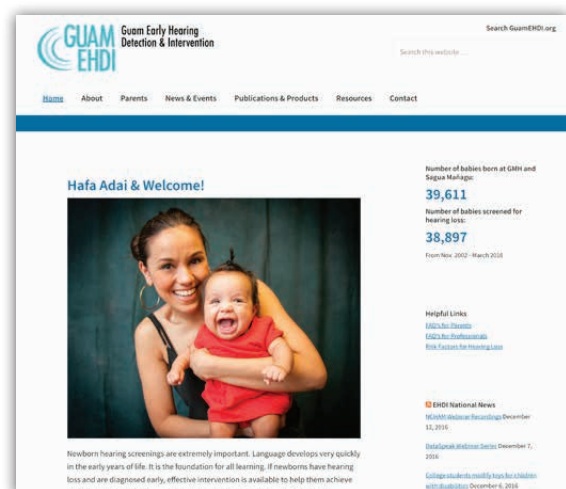 GUAM
EHDI
Guam Early Hearing
Detection & Intervention
Search GuamEHDI.org
Search this website …
Home About Parents News & Events Publications & Products Resources Contact
Hafa Adai & Welcome!
Newborn hearing screenings are extremely important. Language develops very quickly
in the early years of life. It is the foundation for all learning. If newborns have hearing
loss and are diagnosed early, effective intervention is available to help them achieve
Number of babies born at GMH and
Sagua Mañagu:
39,611
Number of babies screened for
hearing loss:
38,897
From Nov. 2002 - March 2016
Helpful Links
FAQ's for Parents
FAQ's for Professionals
Risk Factors for Hearing Loss
EHDI National News
NCHAM Webinar Recordings December
12, 2016
DataSpeak Webinar Series December 7,
2016
College students modify toys for children
with disabilities December 6, 2016